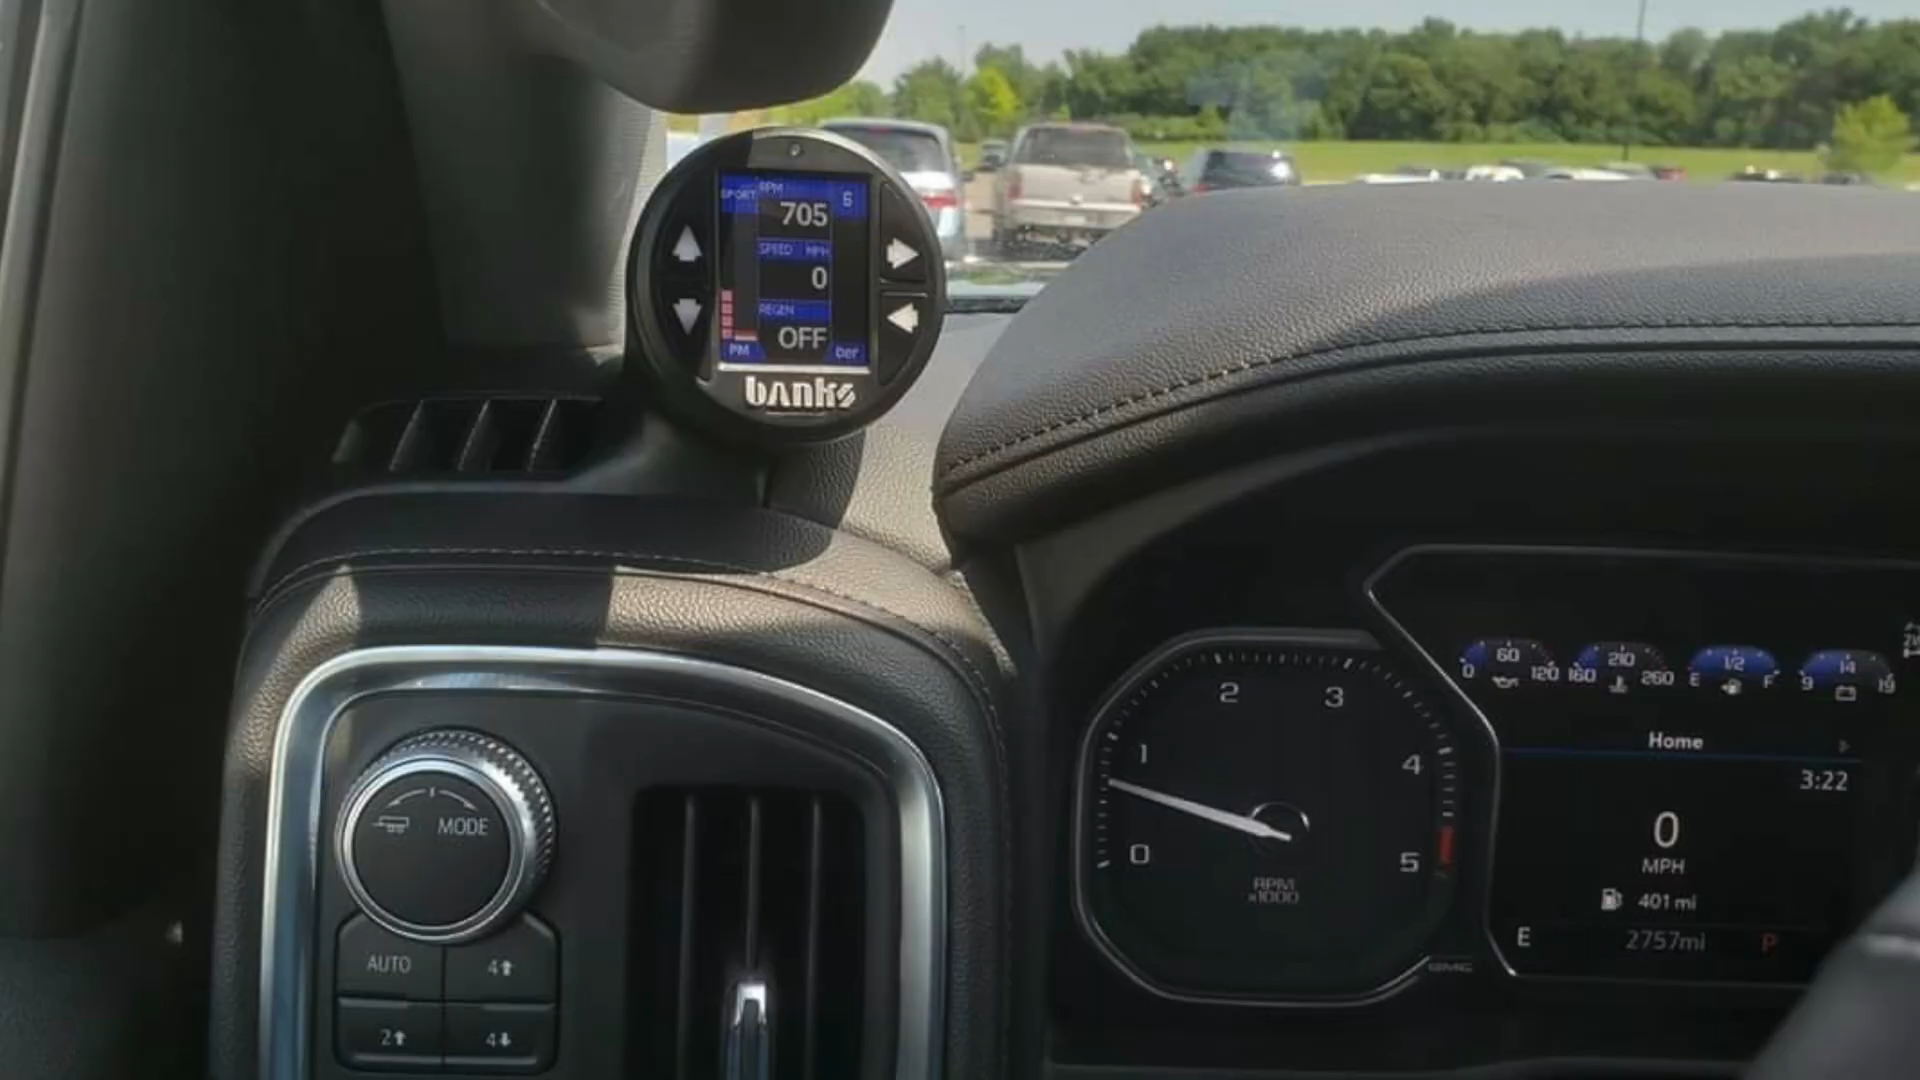 SPORT
RPM
6
705
SPEED MPH
0
REGEN
OFF
PM
Der
banks
MODE
AUTO
4
2
4
0
1
2
3
4
5
RPM
x1000
GMC
0 60 120
160 210 260
E 1/2 F
9 14 19
Home
3:22
0
MPH
401 mi
E
2757mi
P